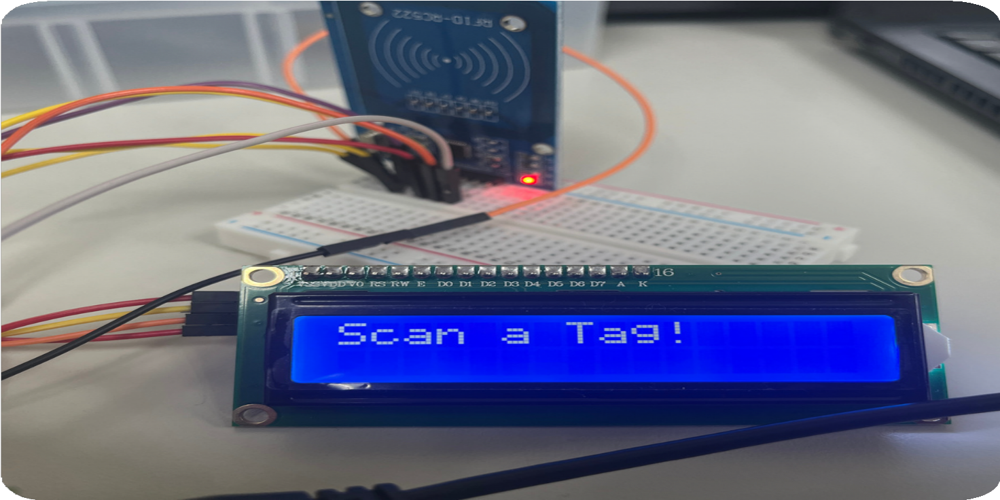 RFID-RC522
VSS VDD V0 RS RW E D0 D1 D2 D3 D4 D5 D6 D7 A K 16
Scan a Tag!